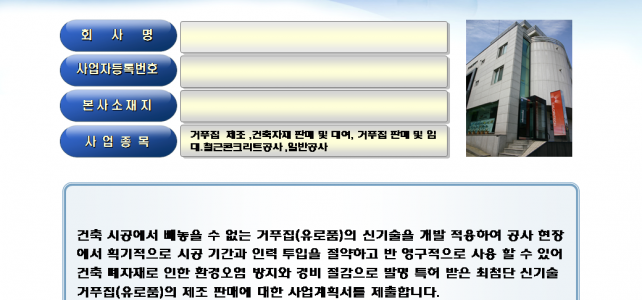 회 사 명
사업자등록번호
본사소재지
사 업 종 목
거푸집 제조 ,건축자재 판매 및 대여, 거푸집 판매 및 임
대.철근콘크리트공사 ,일반공사
건축 시공에서 빼놓을 수 없는 거푸집(유로폼)의 신기술을 개발 적용하여 공사 현장
에서 획기적으로 시공 기간과 인력 투입을 절약하고 반 영구적으로 사용 할 수 있어
건축 폐자재로 인한 환경오염 방지와 경비 절감으로 발명 특허 받은 최첨단 신기술
거푸집(유로폼)의 제조 판매에 대한 사업계획서를 제출합니다.